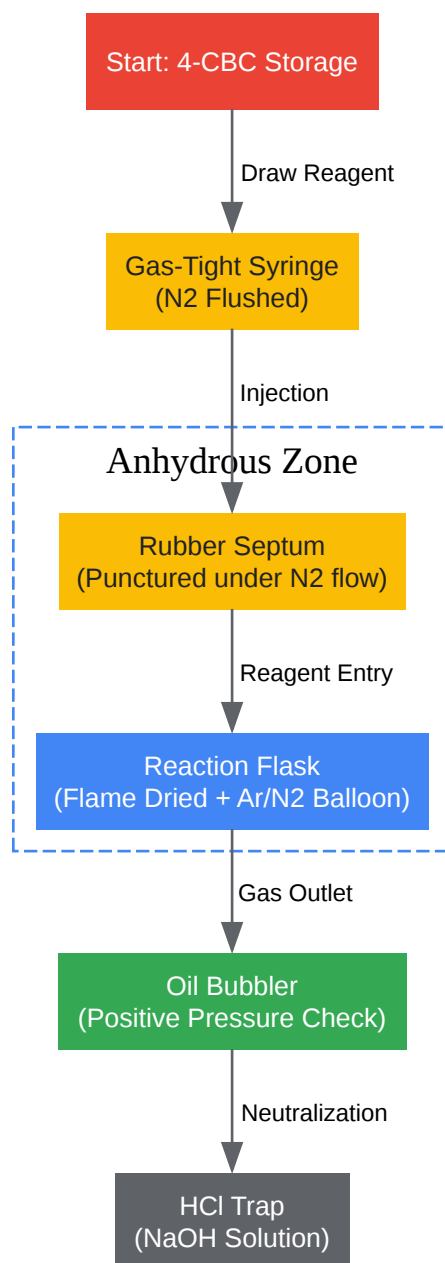 Start: 4-CBC Storage
Draw Reagent
Gas-Tight Syringe
(N2 Flushed)
Injection
Anhydrous Zone
Rubber Septum
(Punctured under N2 flow)
Reagent Entry
Reaction Flask
(Flame Dried + Ar/N2 Balloon)
Gas Outlet
Oil Bubbler
(Positive Pressure Check)
Neutralization
HCl Trap
(NaOH Solution)